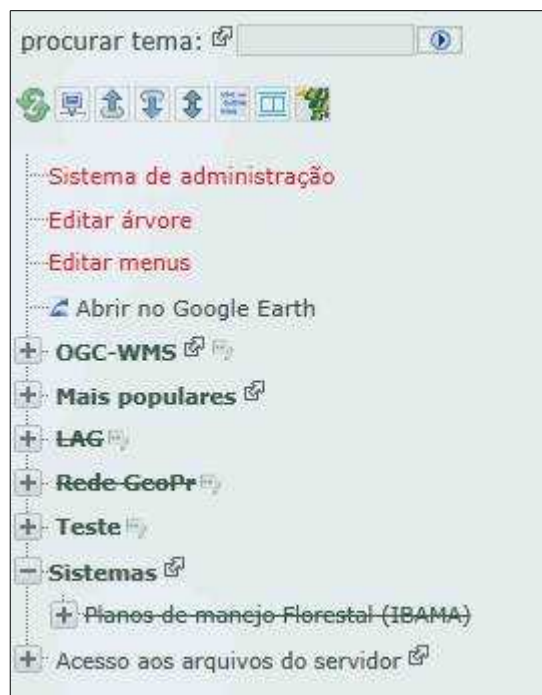 procurar tema:
Sistema de administração
Editar árvore
Editar menus
Abrir no Google Earth
OGC-WMS
Mais populares
LAG
Rede GeoPr
Teste
Sistemas
Planos de manejo Florestal (IBAMA)
Acesso aos arquivos do servidor